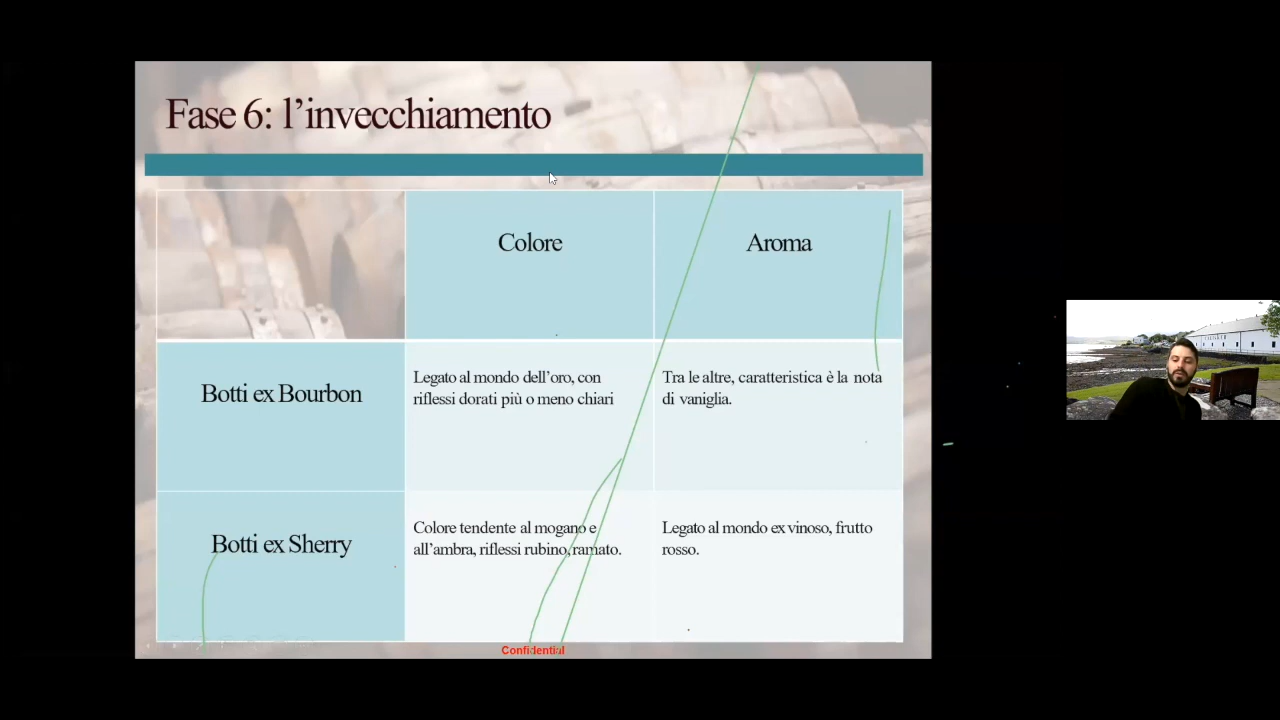 Fase 6: l’invecchiamento
Colore
Aroma
Botti ex Bourbon
Legato al mondo dell’oro, con
riflessi dorati più o meno chiari
Tra le altre, caratteristica è la nota
di vaniglia.
Botti ex Sherry
Colore tendente al mogano e
all’ambra, riflessi rubino, ramato.
Legato al mondo ex vinoso, frutto
rosso.
Confidential